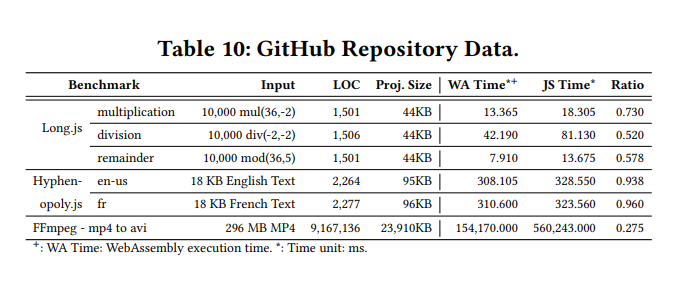 Table 10: GitHub Repository Data.
Benchmark Input LOC Proj. Size WA Time*+ JS Time* Ratio
Long.js multiplication 10,000 mul(36,-2) 1,501 44KB 13.365 18.305 0.730
division 10,000 div(-2,-2) 1,506 44KB 42.190 81.130 0.520
remainder 10,000 mod(36,5) 1,501 44KB 7.910 13.675 0.578
Hyphen- en-us 18 KB English Text 2,264 95KB 308.105 328.550 0.938
opoly.js fr 18 KB French Text 2,277 96KB 310.600 323.560 0.960
FFmpeg - mp4 to avi 296 MB MP4 9,167,136 23,910KB 154,170.000 560,243.000 0.275
+: WA Time: WebAssembly execution time. *: Time unit: ms.